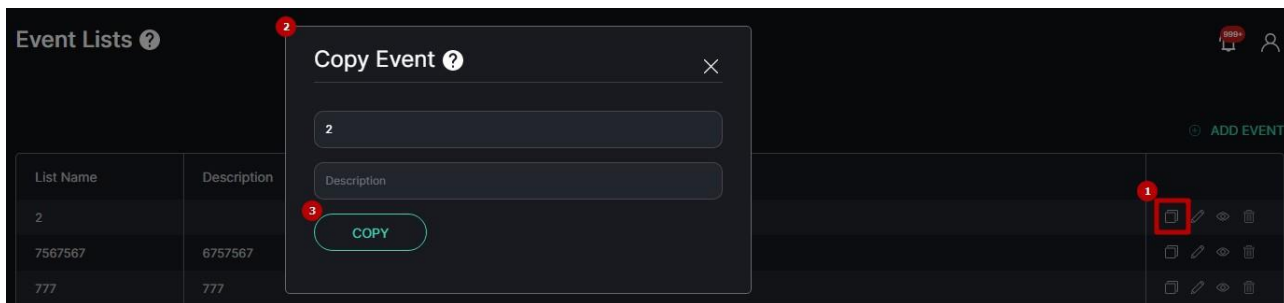 Event Lists ?
2
Copy Event ?
999+
2
ADD EVENT
List Name Description
Description
1
2
3
COPY
7567567 6757567
777 777